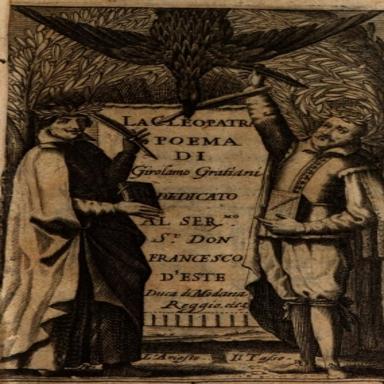 LA CLEOPATRA
POEMA
DI
Girolamo Gratiani
DEDICATO
AL SER.MO
S.R DON
FRANCESCO
D'ESTE
Duca di Modana
Reggio, etc.
L'Ariosto Il Tasso